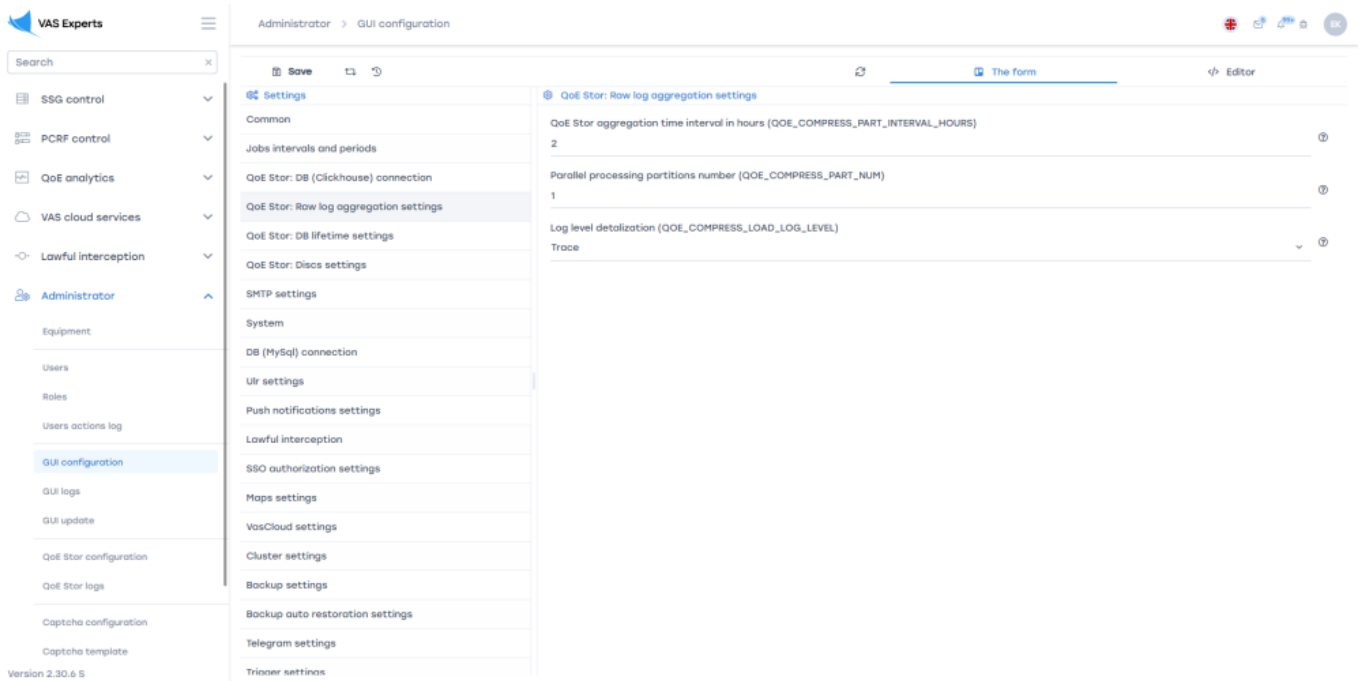 VAS Experts
Administrator > GUI configuration
99+
EK
Search
Save
The form
</> Editor
SSG control
PCRF control
QoE analytics
VAS cloud services
Lawful interception
Administrator
Equipment
Users
Roles
Users actions log
GUI configuration
GUI logs
GUI update
QoE Stor configuration
QoE Stor logs
Captcha configuration
Captcha template
Version 2.30.6 S
Settings
Common
Jobs intervals and periods
QoE Stor: DB (Clickhouse) connection
QoE Stor: Raw log aggregation settings
QoE Stor: DB lifetime settings
QoE Stor: Discs settings
SMTP settings
System
DB (MySql) connection
Ulr settings
Push notifications settings
Lawful interception
SSO authorization settings
Maps settings
VasCloud settings
Cluster settings
Backup settings
Backup auto restoration settings
Telegram settings
Trigger settings
QoE Stor: Raw log aggregation settings
QoE Stor aggregation time interval in hours (QOE_COMPRESS_PART_INTERVAL_HOURS)
2
Parallel processing partitions number (QOE_COMPRESS_PART_NUM)
1
Log level detalization (QOE_COMPRESS_LOAD_LOG_LEVEL)
Trace